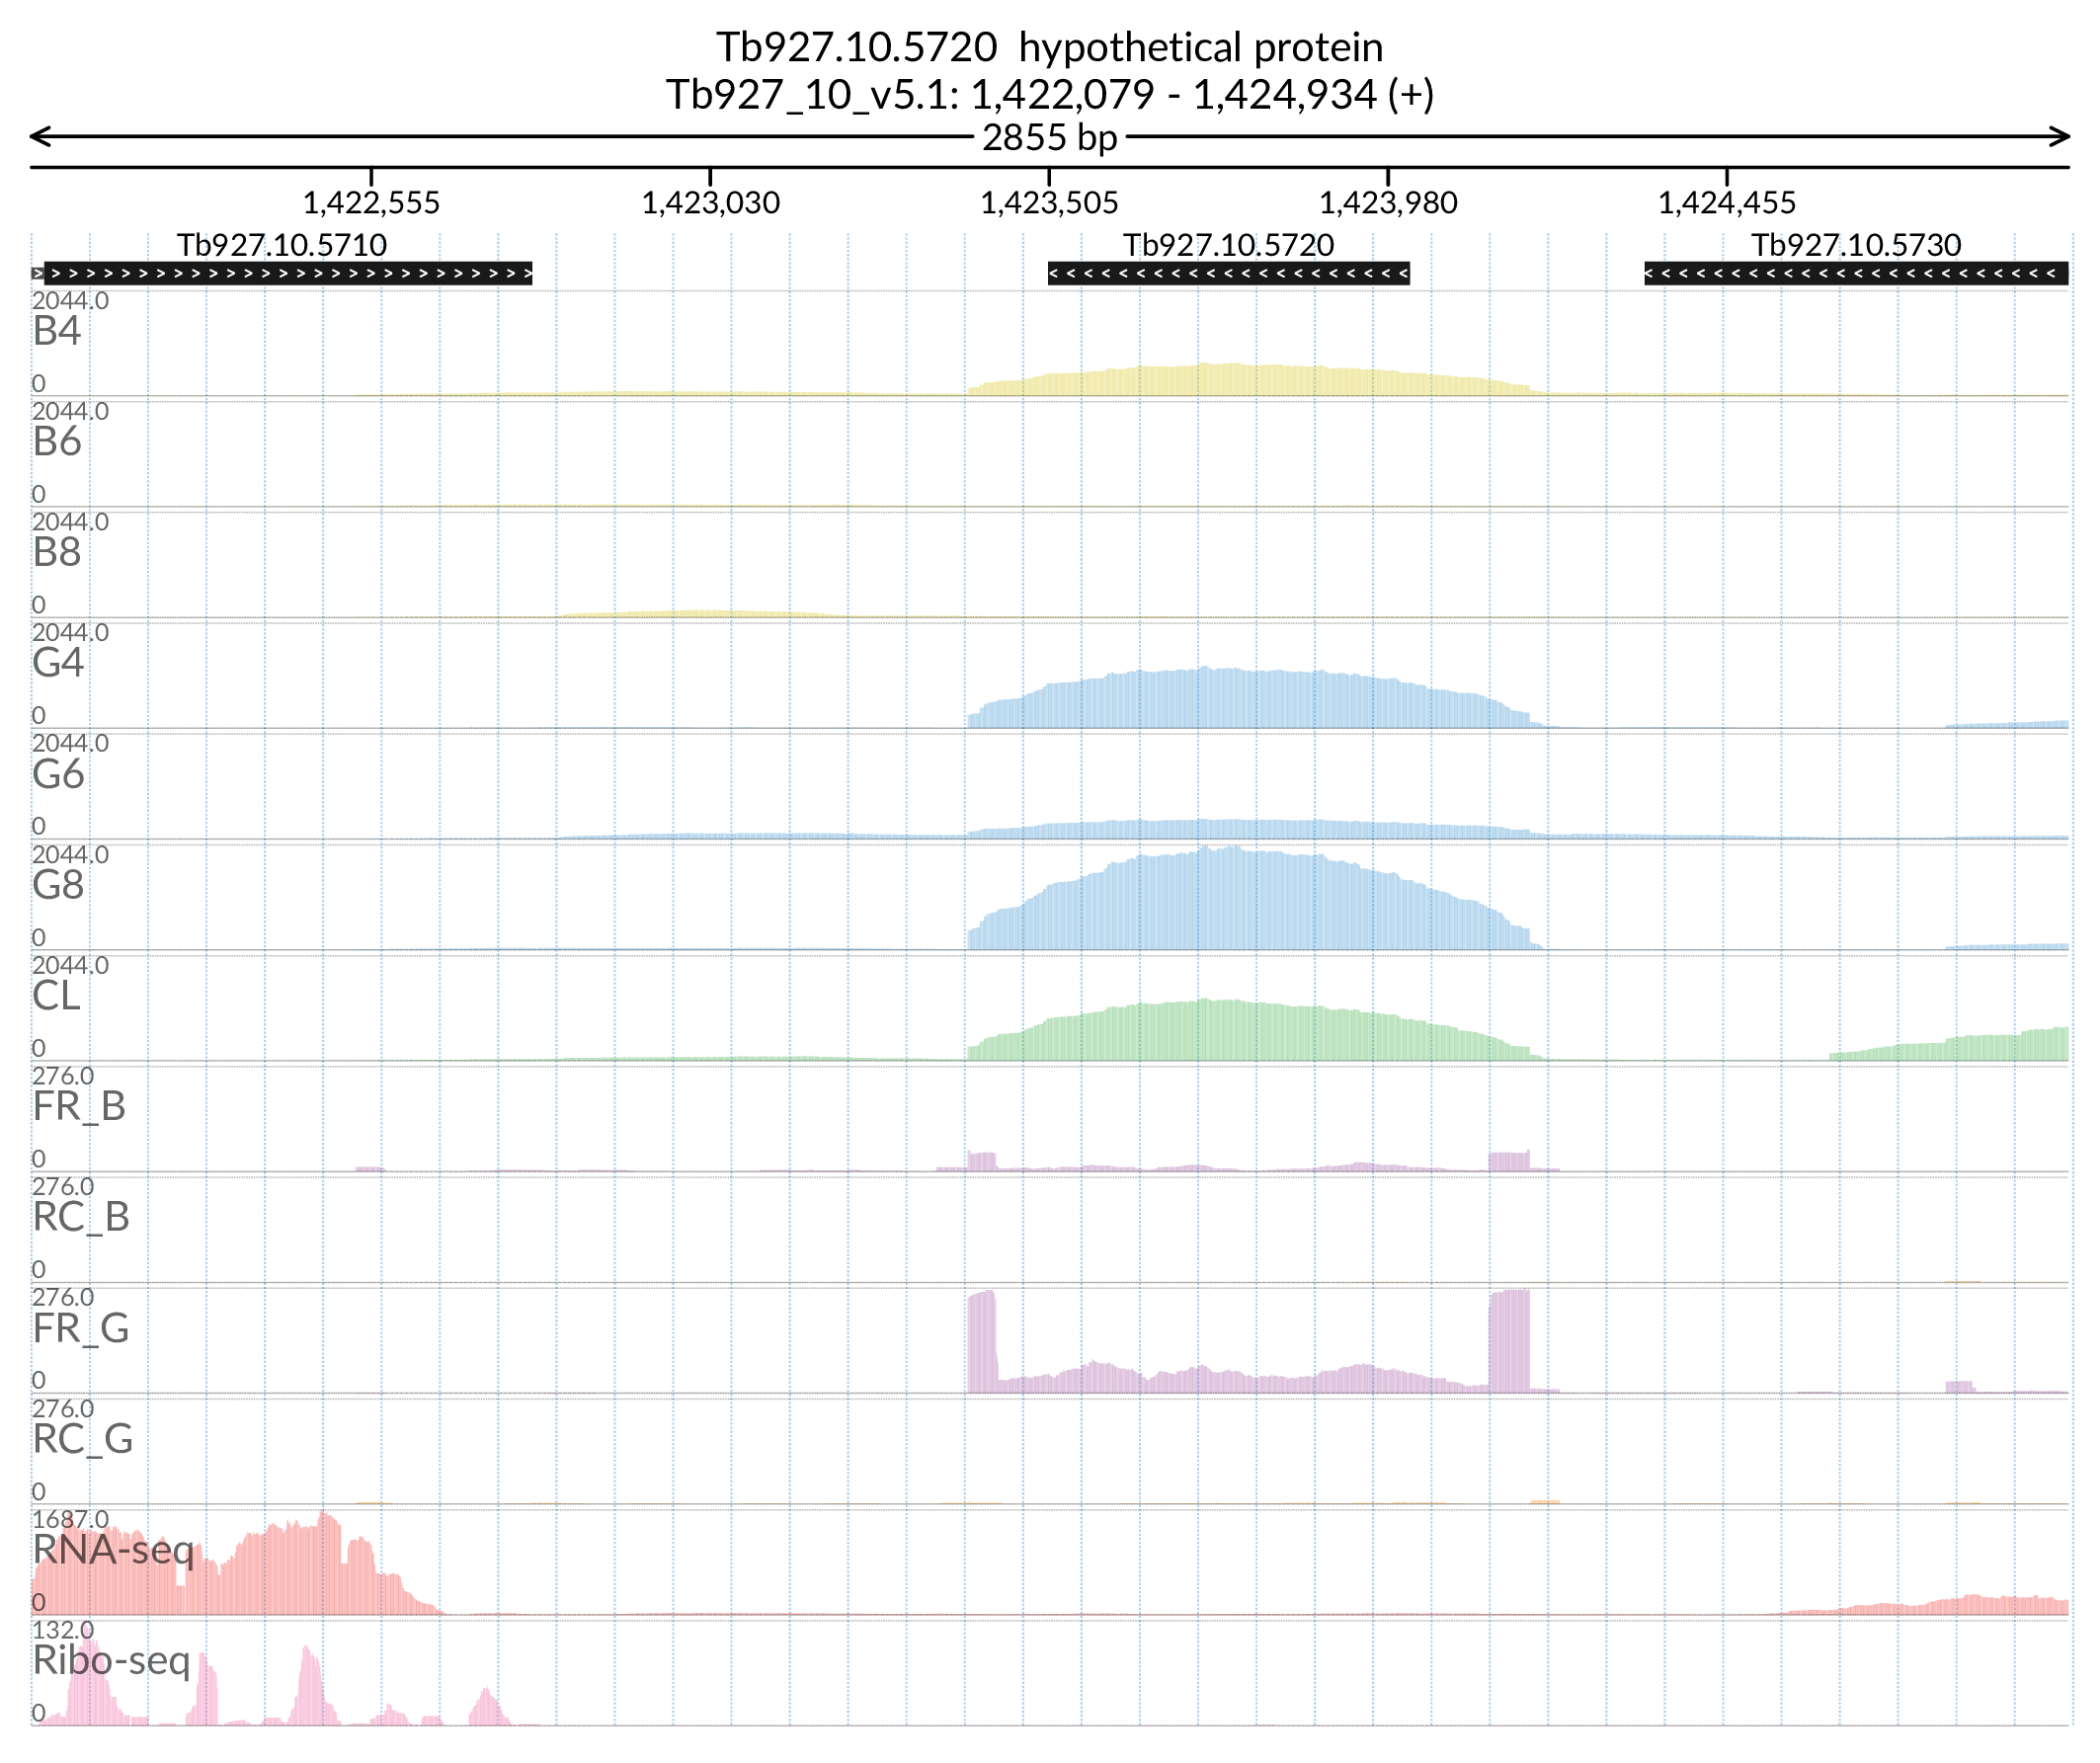 Tb927.10.5720 hypothetical protein
Tb927_10_v5.1: 1,422,079 - 1,424,934 (+)
2855 bp
1,422,555 1,423,030 1,423,505 1,423,980 1,424,455
Tb927.10.5710 Tb927.10.5720 Tb927.10.5730
2044.0
B4
0
2044.0
B6
0
2044.0
B8
0
2044.0
G4
0
2044.0
G6
0
2044.0
G8
0
2044.0
CL
0
276.0
FR_B
0
276.0
RC_B
0
276.0
FR_G
0
276.0
RC_G
0
1687.0
RNA-seq
0
132.0
Ribo-seq
0